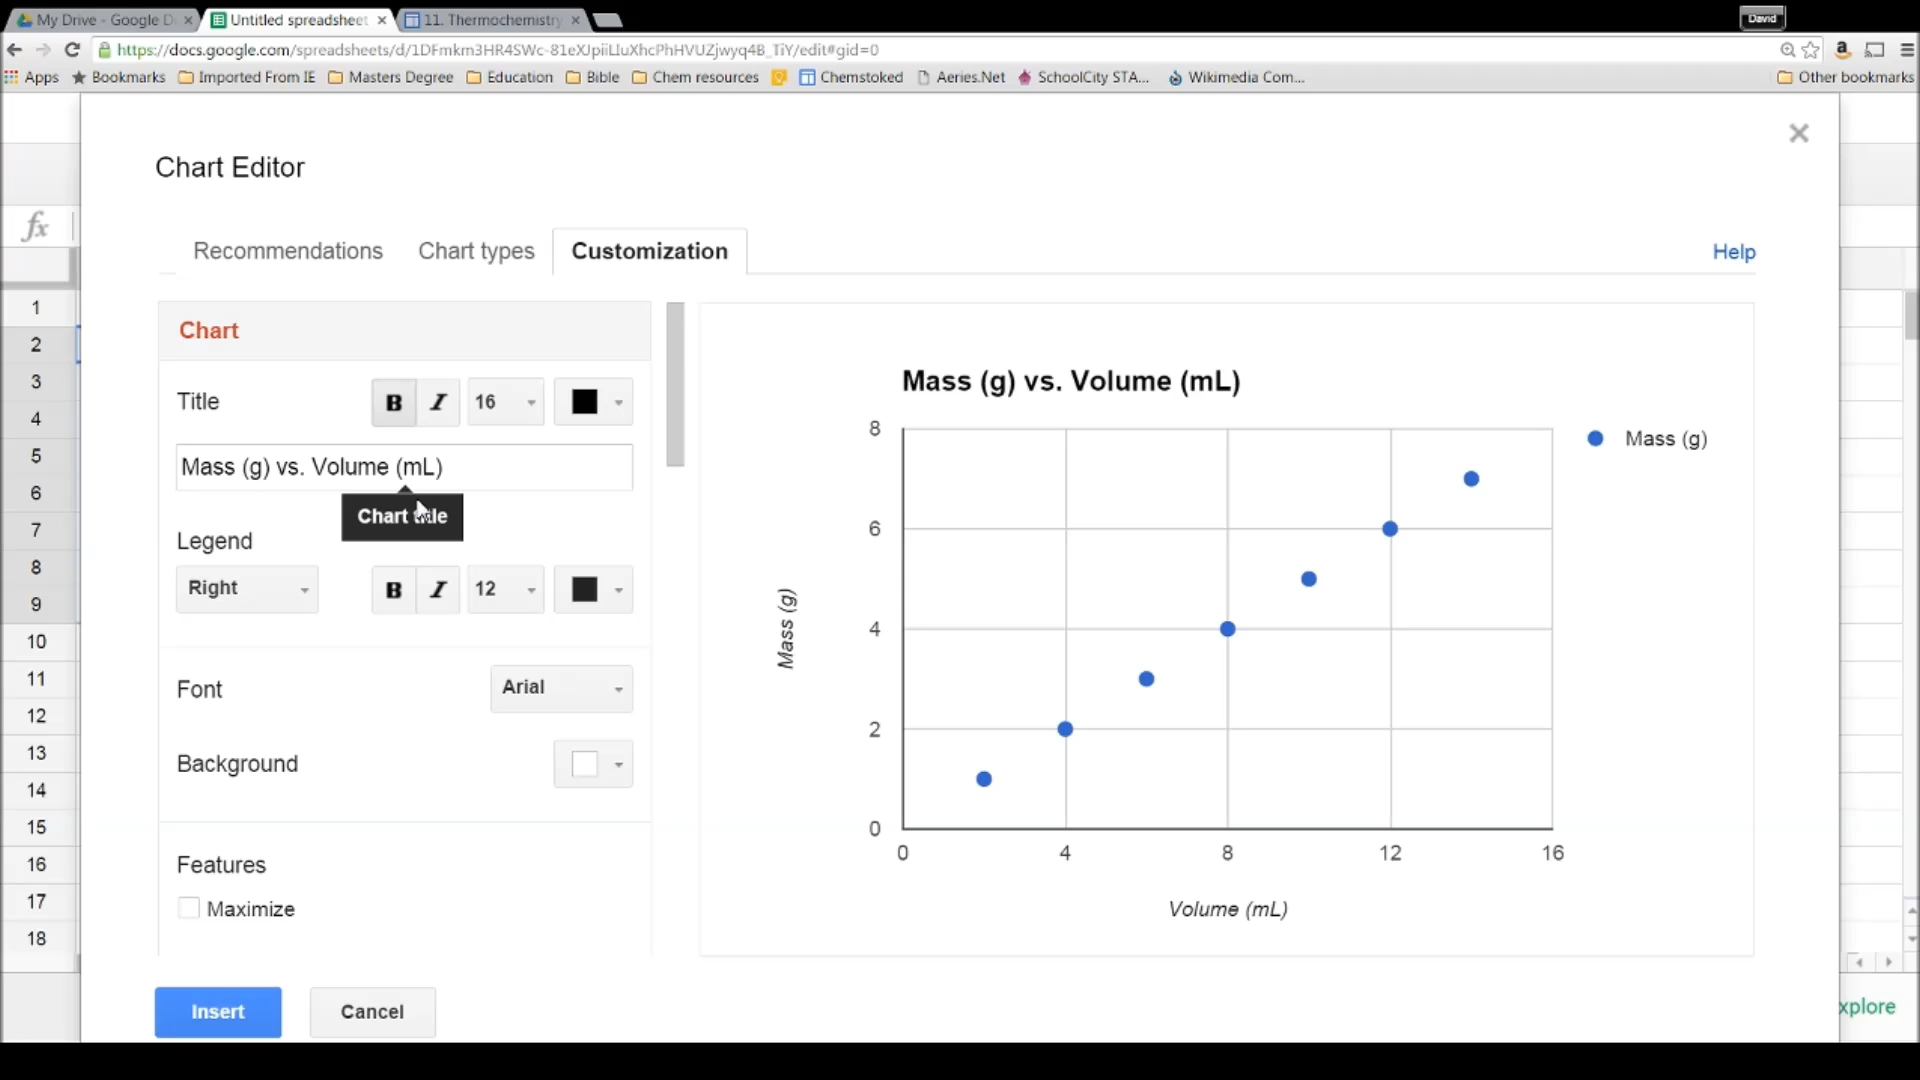 My Drive - Google D
Untitled spreadsheet
11. Thermochemistry
David
https://docs.google.com/spreadsheets/d/1DFmkm3HR4SWc-81eXJpiiLIuXhcPhHVUZjwyq4B_TiY/edit#gid=0
Apps Bookmarks Imported From IE Masters Degree Education Bible Chem resources Chemstoked Aeries.Net SchoolCity STA... Wikimedia Com... Other bookmarks
Chart Editor
Recommendations Chart types Customization Help
fx
1
2
3
4
5
6
7
8
9
10
11
12
13
14
15
16
17
18
Chart
Title B I 16
Mass (g) vs. Volume (mL)
Chart title
Legend
Right B I 12
Font Arial
Background
Features
Maximize
Insert Cancel
Mass (g) vs. Volume (mL)
Mass (g)
8
6
4
2
0
Mass (g)
0 4 8 12 16
Volume (mL)
xplore